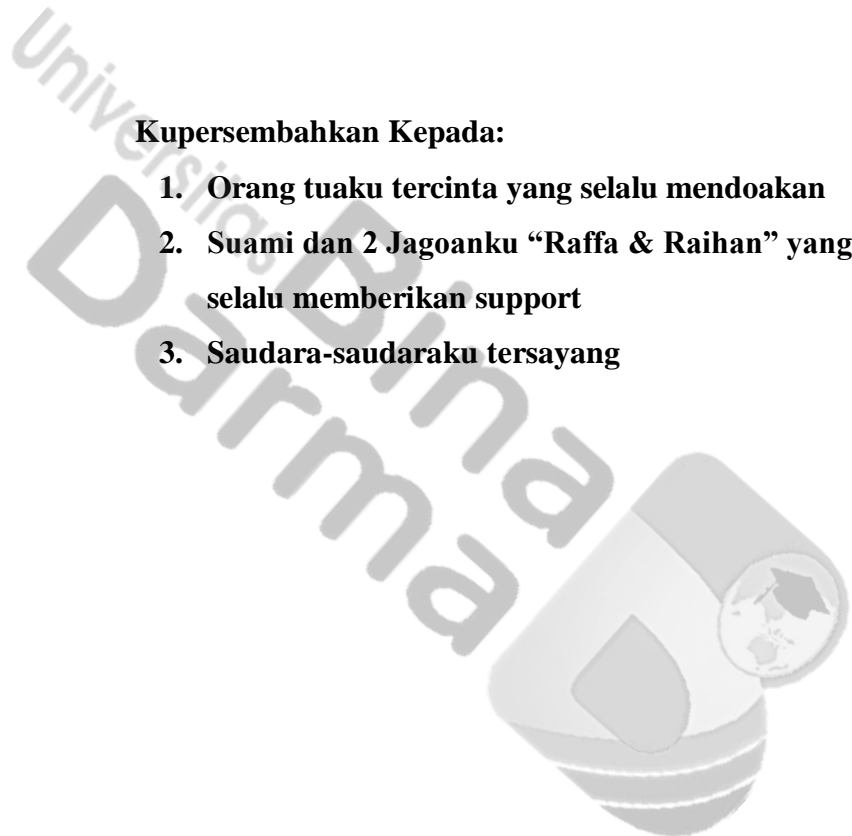 Universitas
Bina
Darma
Kupersembahkan Kepada:
1. Orang tuaku tercinta yang selalu mendoakan
2. Suami dan 2 Jagoanku “Raffa & Raihan” yang
selalu memberikan support
3. Saudara-saudaraku tersayang